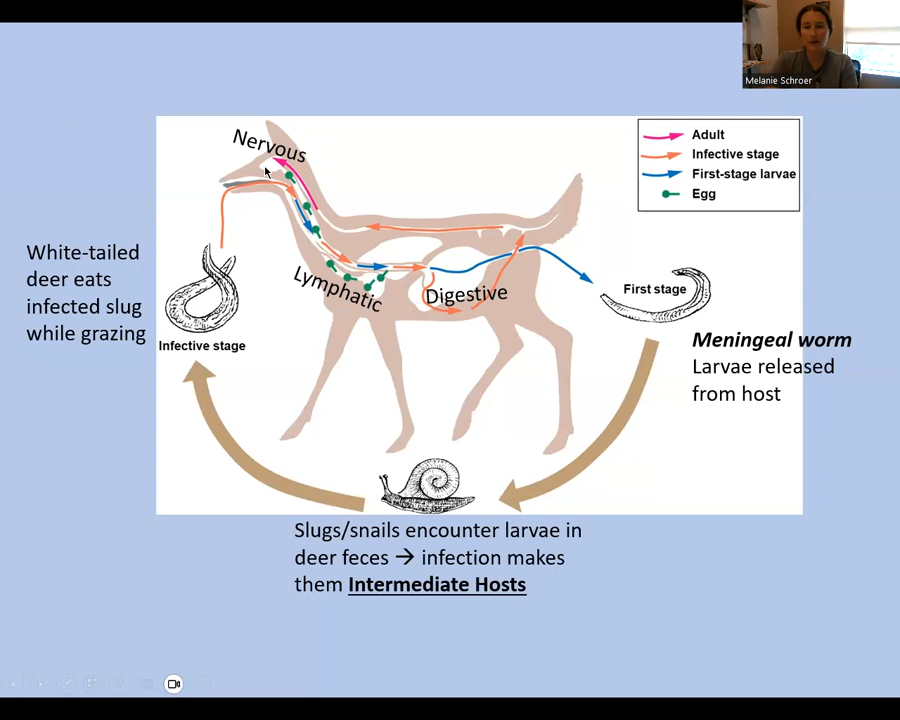 Melanie Schroer
Adult
Infective stage
First-stage larvae
Egg
Nervous
Lymphatic
Digestive
White-tailed
deer eats
infected slug
while grazing
Infective stage
First stage
Meningeal worm
Larvae released
from host
Slugs/snails encounter larvae in
deer feces → infection makes
them Intermediate Hosts